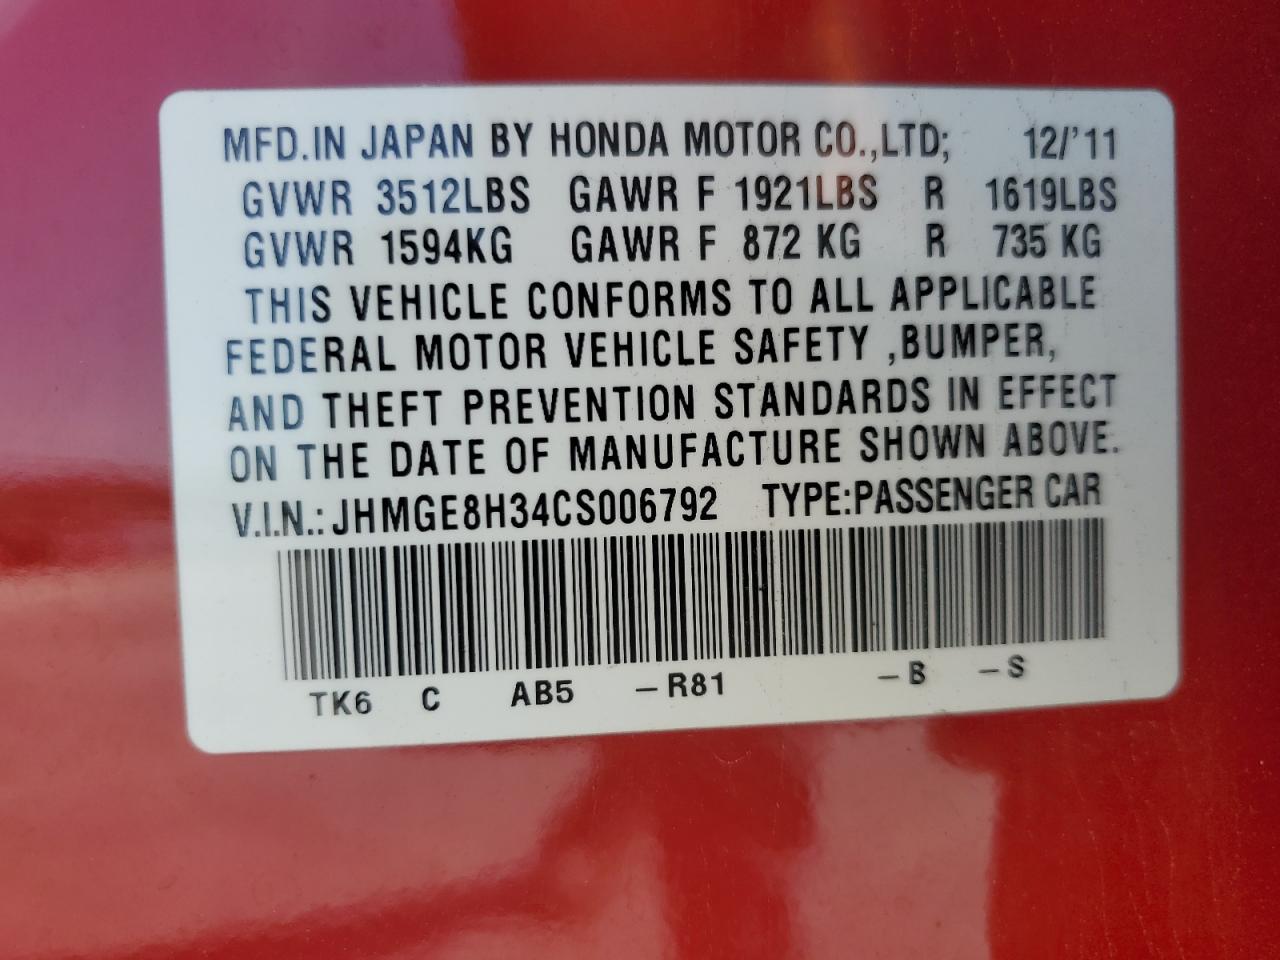 MFD.IN JAPAN BY HONDA MOTOR CO.,LTD; 12/'11
GVWR 3512LBS GAWR F 1921LBS R 1619LBS
GVWR 1594KG GAWR F 872 KG R 735 KG
THIS VEHICLE CONFORMS TO ALL APPLICABLE
FEDERAL MOTOR VEHICLE SAFETY ,BUMPER,
AND THEFT PREVENTION STANDARDS IN EFFECT
ON THE DATE OF MANUFACTURE SHOWN ABOVE.
V.I.N.: JHMGE8H34CS006792 TYPE:PASSENGER CAR
TK6 C AB5 –R81 –B –S